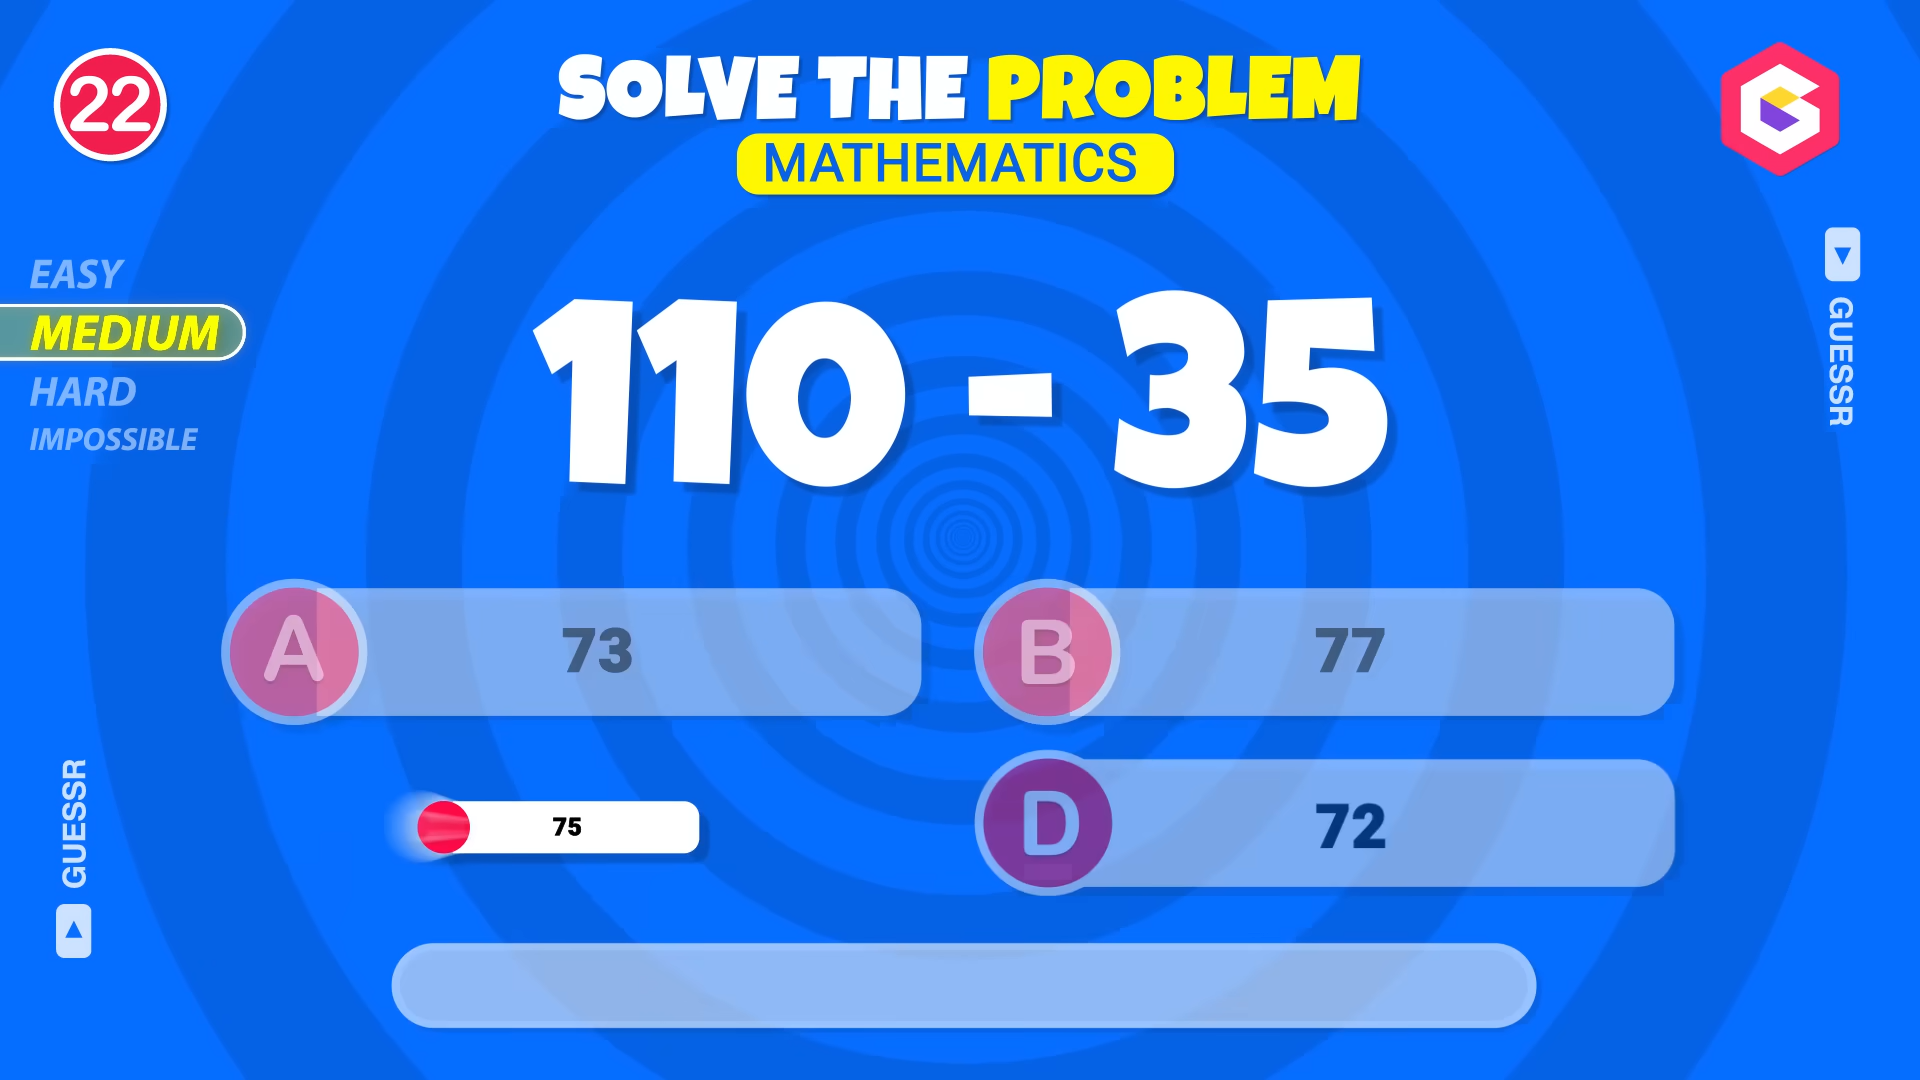 22
SOLVE THE PROBLEM
MATHEMATICS
EASY
MEDIUM
HARD
IMPOSSIBLE
GUESSR
110 - 35
A 73
B 77
75
D 72
GUESSR